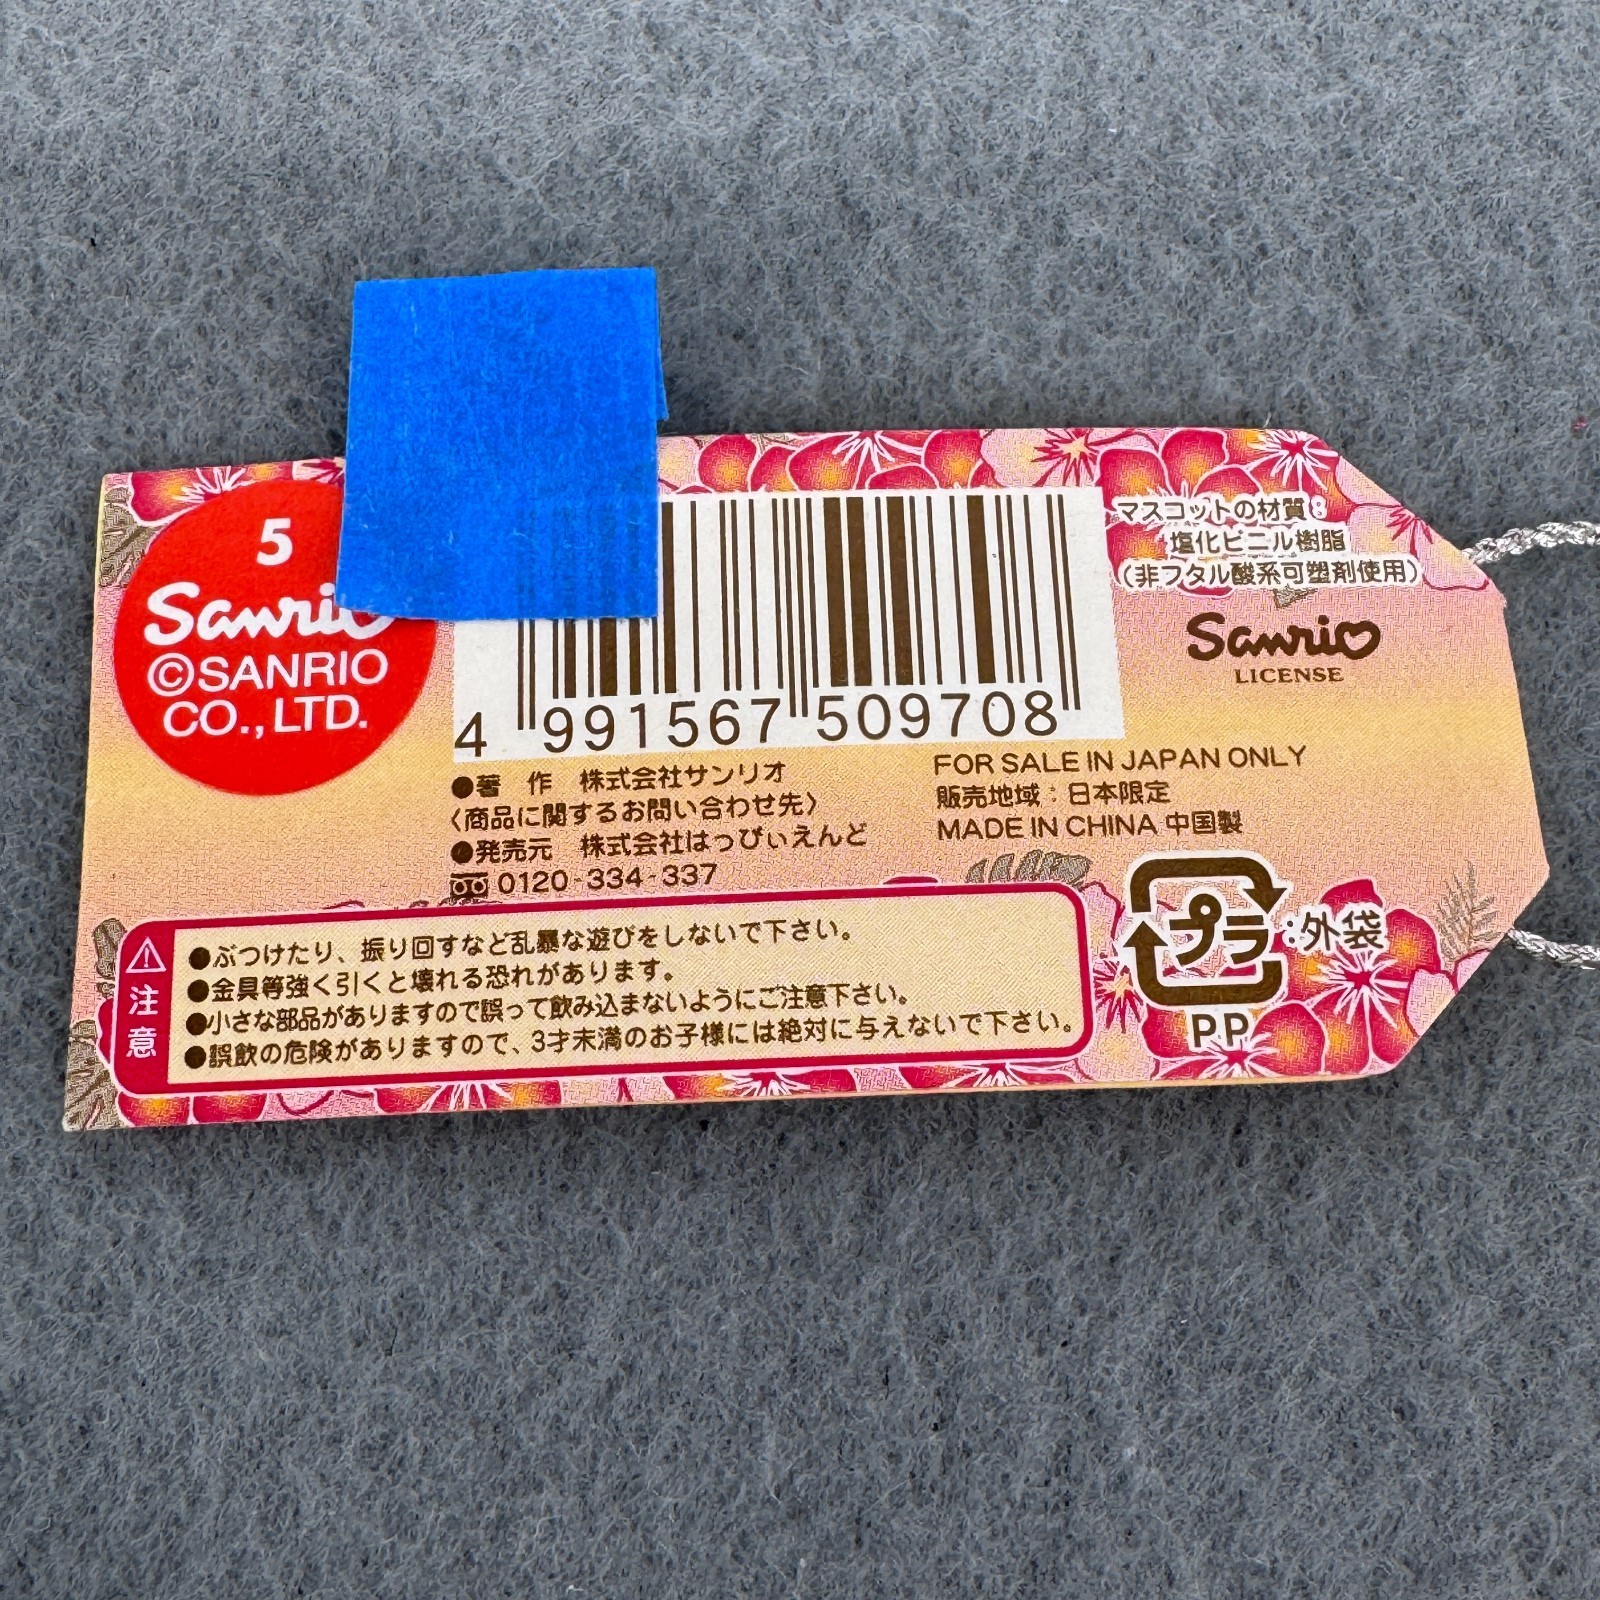 5
Sanrio
©SANRIO
CO.,LTD.
4 991567 509708
マスコットの材質:
塩化ビニル樹脂
(非フタル酸系可塑剤使用)
Sanrio
LICENSE
●著 作 株式会社サンリオ
〈商品に関するお問い合わせ先〉
●発売元 株式会社はっぴぃえんど
0120-334-337
FOR SALE IN JAPAN ONLY
販売地域:日本限定
MADE IN CHINA 中国製
プラ:外袋
P.P
注意
●ぶつけたり、振り回すなど乱暴な遊びをしないで下さい。
●金具等強く引くと壊れる恐れがあります。
●小さな部品がありますので誤って飲み込まないようにご注意下さい。
●誤飲の危険がありますので、3才未満のお子様には絶対に与えないで下さい。